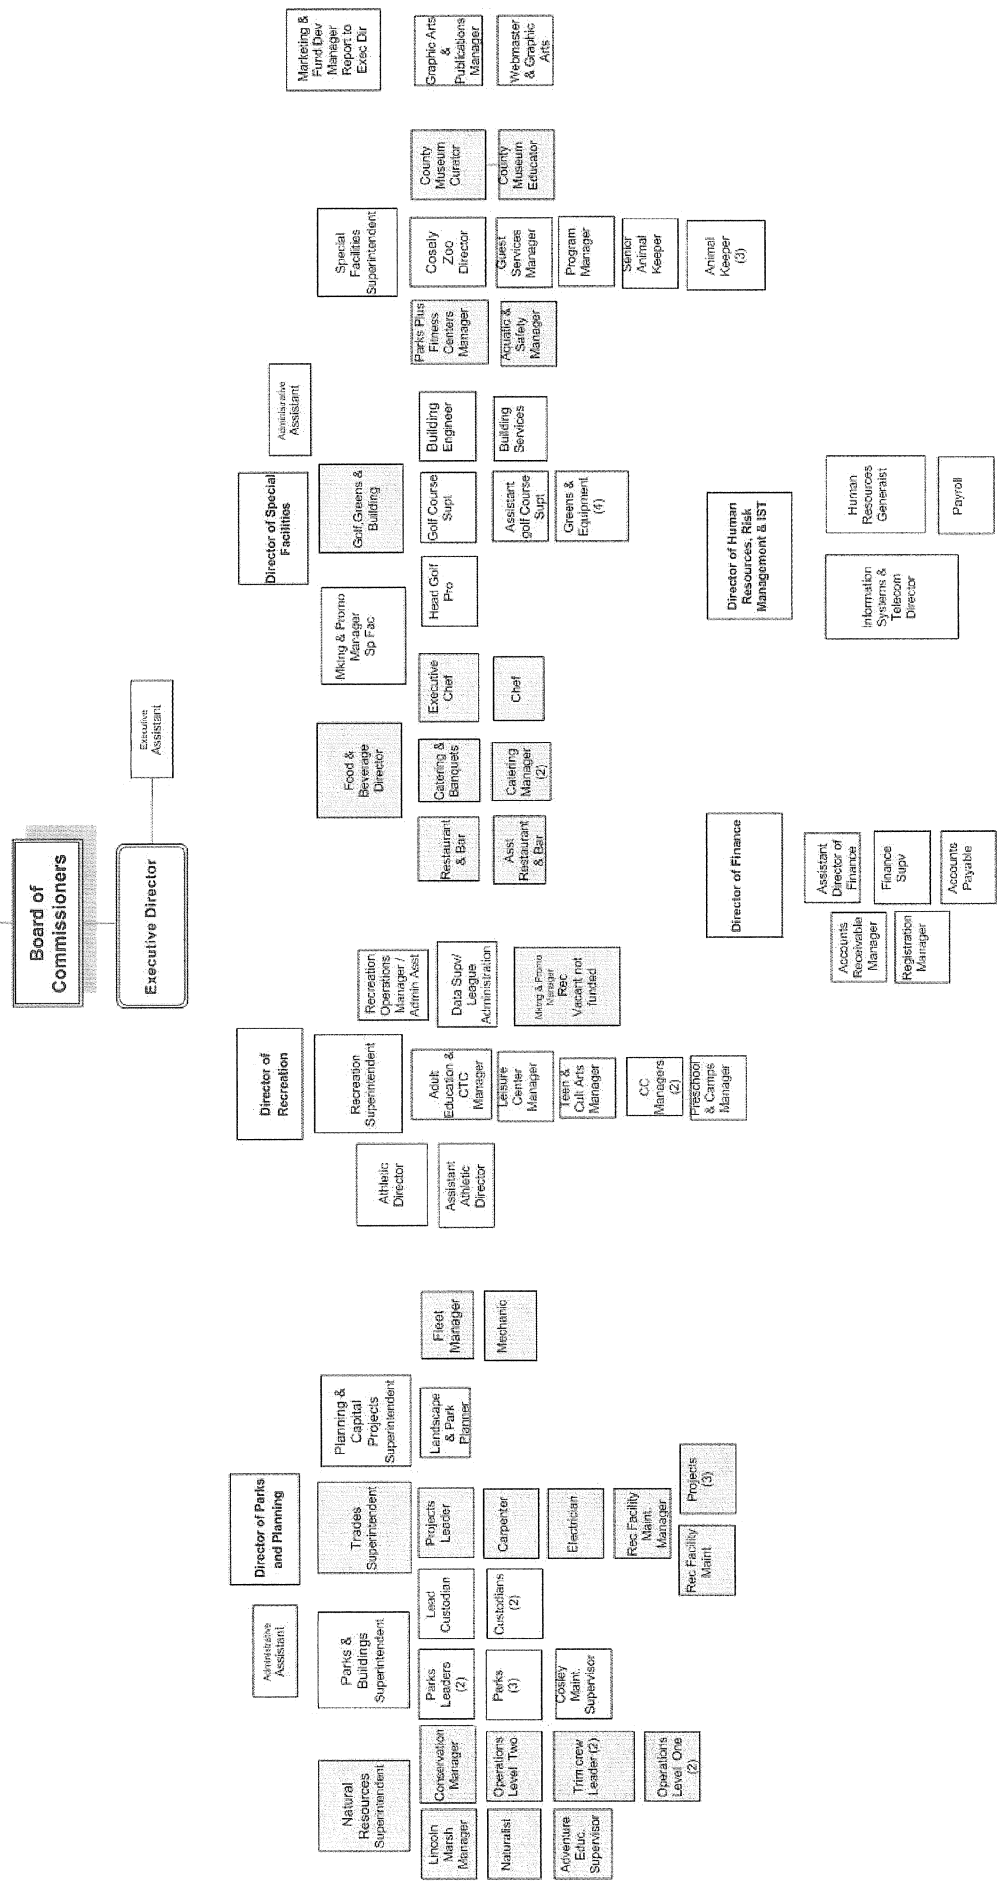 Board of
Commissioners
Executive Director
Executive
Assistant
Director of Parks
and Planning
Administrative
Assistant
Natural
Resources
Superintendent
Parks &
Buildings
Superintendent
Trades
Superintendent
Planning &
Capital
Projects
Superintendent
Lincoln
Marsh
Manager
Conservation
Manager
Parks
Leaders
(2)
Lead
Custodian
Projects
Leader
Landscape
& Park
Planner
Fleet
Manager
Naturalist
Operations
Level Two
Parks
(3)
Custodians
(2)
Carpenter
Mechanic
Adventure
Educ.
Supervisor
Trim crew
Leader (2)
Cosley
Maint.
Supervisor
Electrician
Operations
Level One
(2)
Rec Facility
Maint.
Manager
Rec Facility
Maint.
Projects
(3)
Director of
Recreation
Recreation
Superintendent
Athletic
Director
Assistant
Athletic
Director
Recreation
Operations
Manager /
Admin Asst
Adult
Education &
CTC
Manager
Data Supv/
League
Administration
Leisure
Center
Manager
Mktng & Promo
Manager
Rec
Vacant not
funded
Teen &
Cult Arts
Manager
CC
Managers
(2)
Preschool
& Camps
Manager
Director of Special
Facilities
Administrative
Assistant
Food &
Beverage
Director
Mktng & Promo
Manager
Sp Fac
Golf,Greens &
Building
Special
Facilities
Superintendent
Restaurant
& Bar
Catering &
Banquets
Executive
Chef
Head Golf
Pro
Golf Course
Supt
Building
Engineer
Parks Plus
Fitness
Centers
Manager
Cosely
Zoo
Director
County
Museum
Curator
Asst
Restaurant
& Bar
Catering
Manager
(2)
Chef
Assistant
golf Course
Supt
Building
Services
Aquatic &
Safety
Manager
Guest
Services
Manager
County
Museum
Educator
Greens &
Equipment
(4)
Program
Manager
Senior
Animal
Keeper
Animal
Keeper
(3)
Marketing &
Fund Dev
Manager
Report to
Exec Dir
Graphic Arts
&
Publications
Manager
Webmaster
& Graphic
Arts
Director of Finance
Assistant
Director of
Finance
Accounts
Receivable
Manager
Finance
Supv
Registration
Manager
Accounts
Payable
Director of Human
Resources, Risk
Management & IST
Information
Systems &
Telecom
Director
Human
Resources
Generalist
Payroll